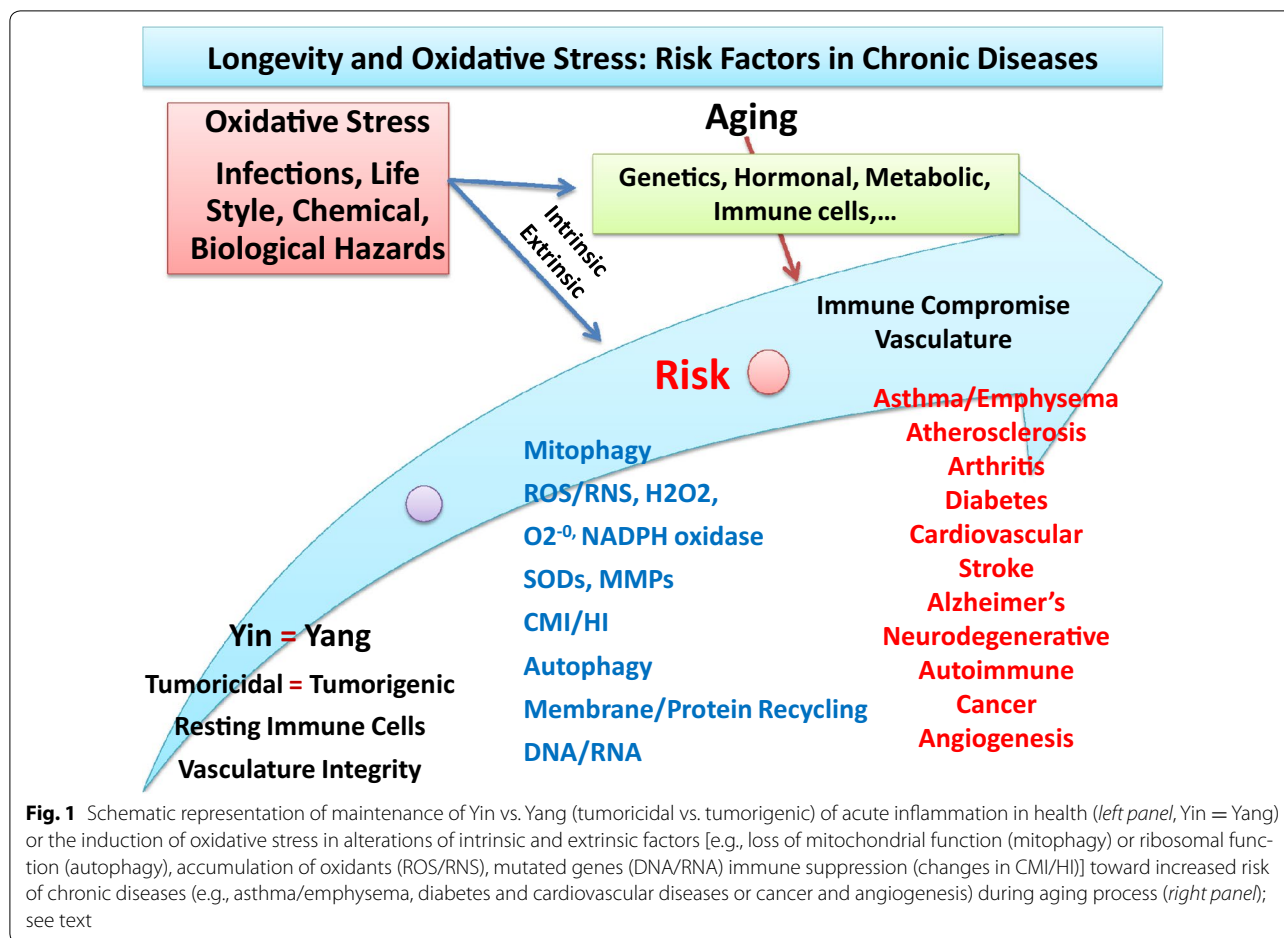 Longevity and Oxidative Stress: Risk Factors in Chronic Diseases
Oxidative Stress
Infections, Life
Style, Chemical,
Biological Hazards
Aging
Genetics, Hormonal, Metabolic,
Immune cells,...
Intrinsic
Extrinsic
Immune Compromise
Vasculature
Risk
Mitophagy
ROS/RNS, H2O2,
O2⁻⁰, NADPH oxidase
SODs, MMPs
CMI/HI
Autophagy
Membrane/Protein Recycling
DNA/RNA
Asthma/Emphysema
Atherosclerosis
Arthritis
Diabetes
Cardiovascular
Stroke
Alzheimer's
Neurodegenerative
Autoimmune
Cancer
Angiogenesis
Yin = Yang
Tumoricidal = Tumorigenic
Resting Immune Cells
Vasculature Integrity
Fig. 1 Schematic representation of maintenance of Yin vs. Yang (tumoricidal vs. tumorigenic) of acute inflammation in health (left panel, Yin = Yang)
or the induction of oxidative stress in alterations of intrinsic and extrinsic factors [e.g., loss of mitochondrial function (mitophagy) or ribosomal func-
tion (autophagy), accumulation of oxidants (ROS/RNS), mutated genes (DNA/RNA) immune suppression (changes in CMI/HI)] toward increased risk
of chronic diseases (e.g., asthma/emphysema, diabetes and cardiovascular diseases or cancer and angiogenesis) during aging process (right panel);
see text